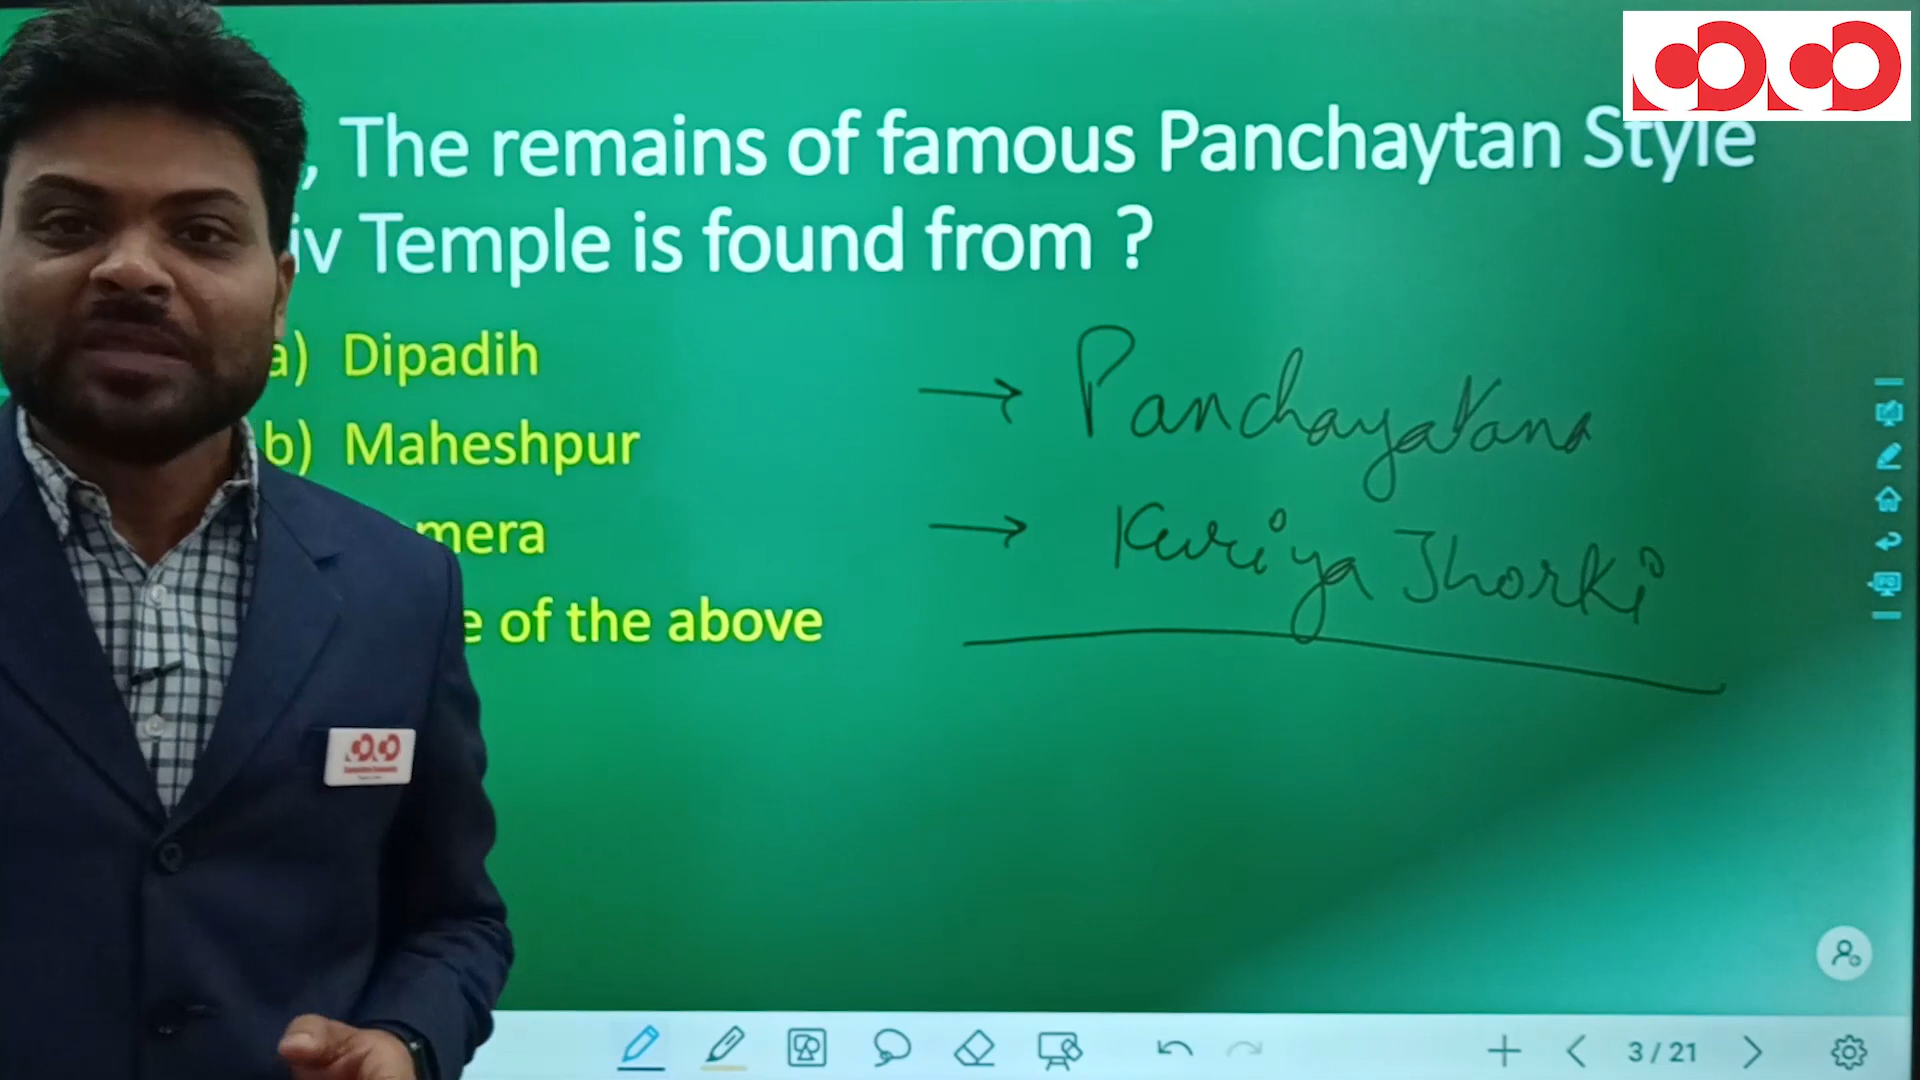 , The remains of famous Panchaytan Style
iv Temple is found from ?
a) Dipadih
b) Maheshpur
mera
e of the above
→ Panchayatana
→ Kuriya Jhorki
3 / 21